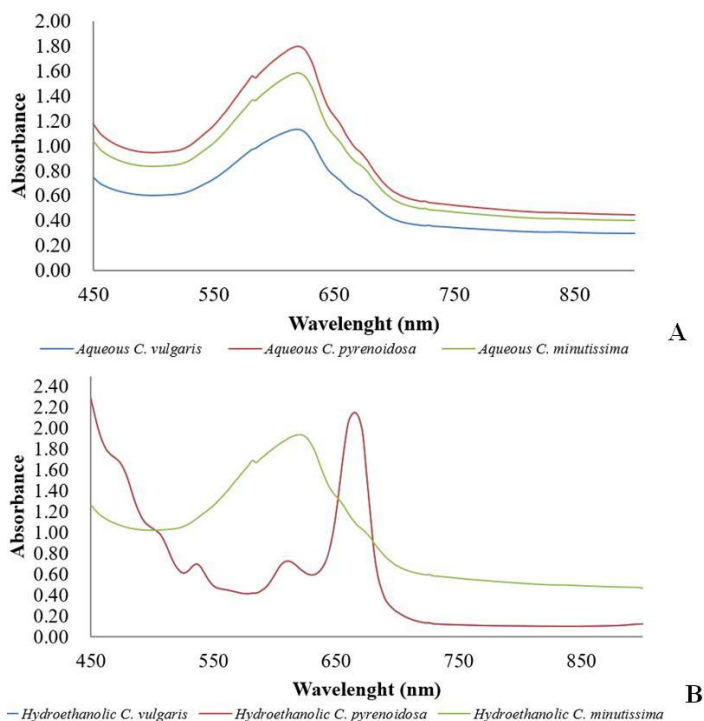 2.00
1.80
1.60
1.40
1.20
1.00
0.80
0.60
0.40
0.20
0.00
Absorbance
450 550 650 750 850
Wavelenght (nm)
A
Aqueous C. vulgaris Aqueous C. pyrenoidosa Aqueous C. minutissima
2.40
2.20
2.00
1.80
1.60
1.40
1.20
1.00
0.80
0.60
0.40
0.20
0.00
Absorbance
450 550 650 750 850
Wavelenght (nm)
B
Hydroethanolic C. vulgaris Hydroethanolic C. pyrenoidosa Hydroethanolic C. minutissima